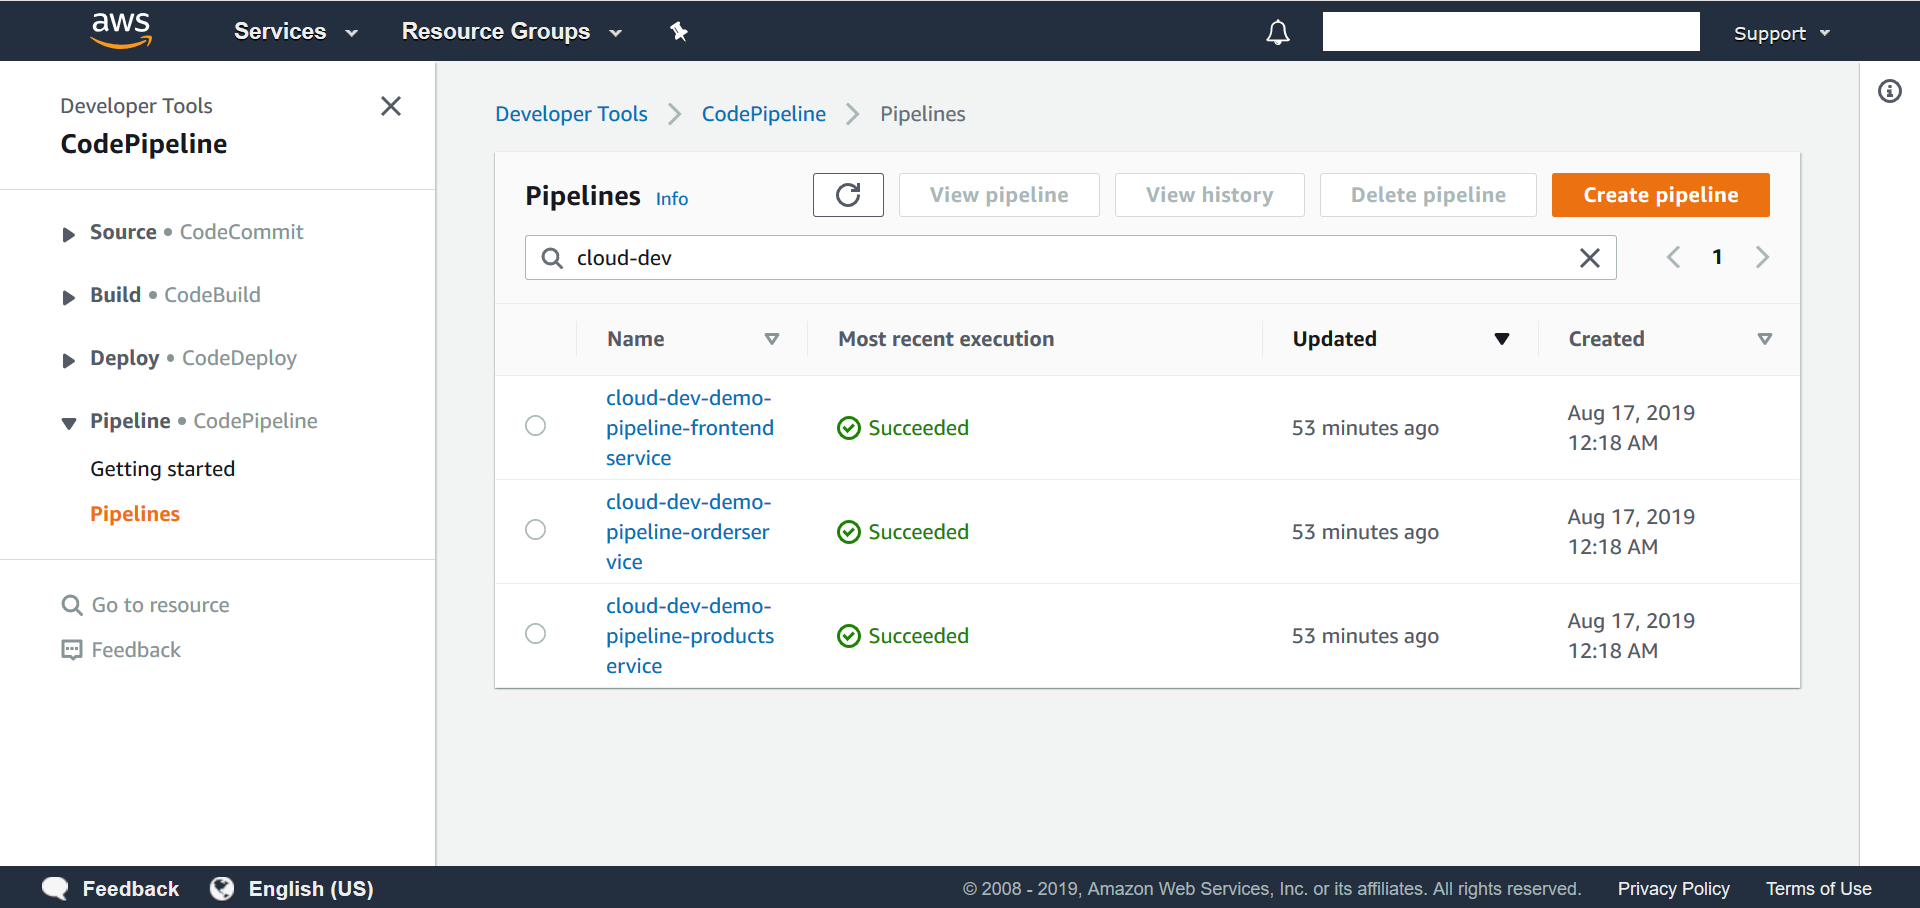 aws
Services
Resource Groups
Support
Developer Tools
CodePipeline
Source • CodeCommit
Build • CodeBuild
Deploy • CodeDeploy
Pipeline • CodePipeline
Getting started
Pipelines
Go to resource
Feedback
Developer Tools
CodePipeline
Pipelines
Pipelines Info
View pipeline
View history
Delete pipeline
Create pipeline
cloud-dev
1
Name
Most recent execution
Updated
Created
cloud-dev-demo-
pipeline-frontend
service
Succeeded
53 minutes ago
Aug 17, 2019
12:18 AM
cloud-dev-demo-
pipeline-orderser
vice
Succeeded
53 minutes ago
Aug 17, 2019
12:18 AM
cloud-dev-demo-
pipeline-products
ervice
Succeeded
53 minutes ago
Aug 17, 2019
12:18 AM
Feedback
English (US)
© 2008 - 2019, Amazon Web Services, Inc. or its affiliates. All rights reserved.
Privacy Policy
Terms of Use